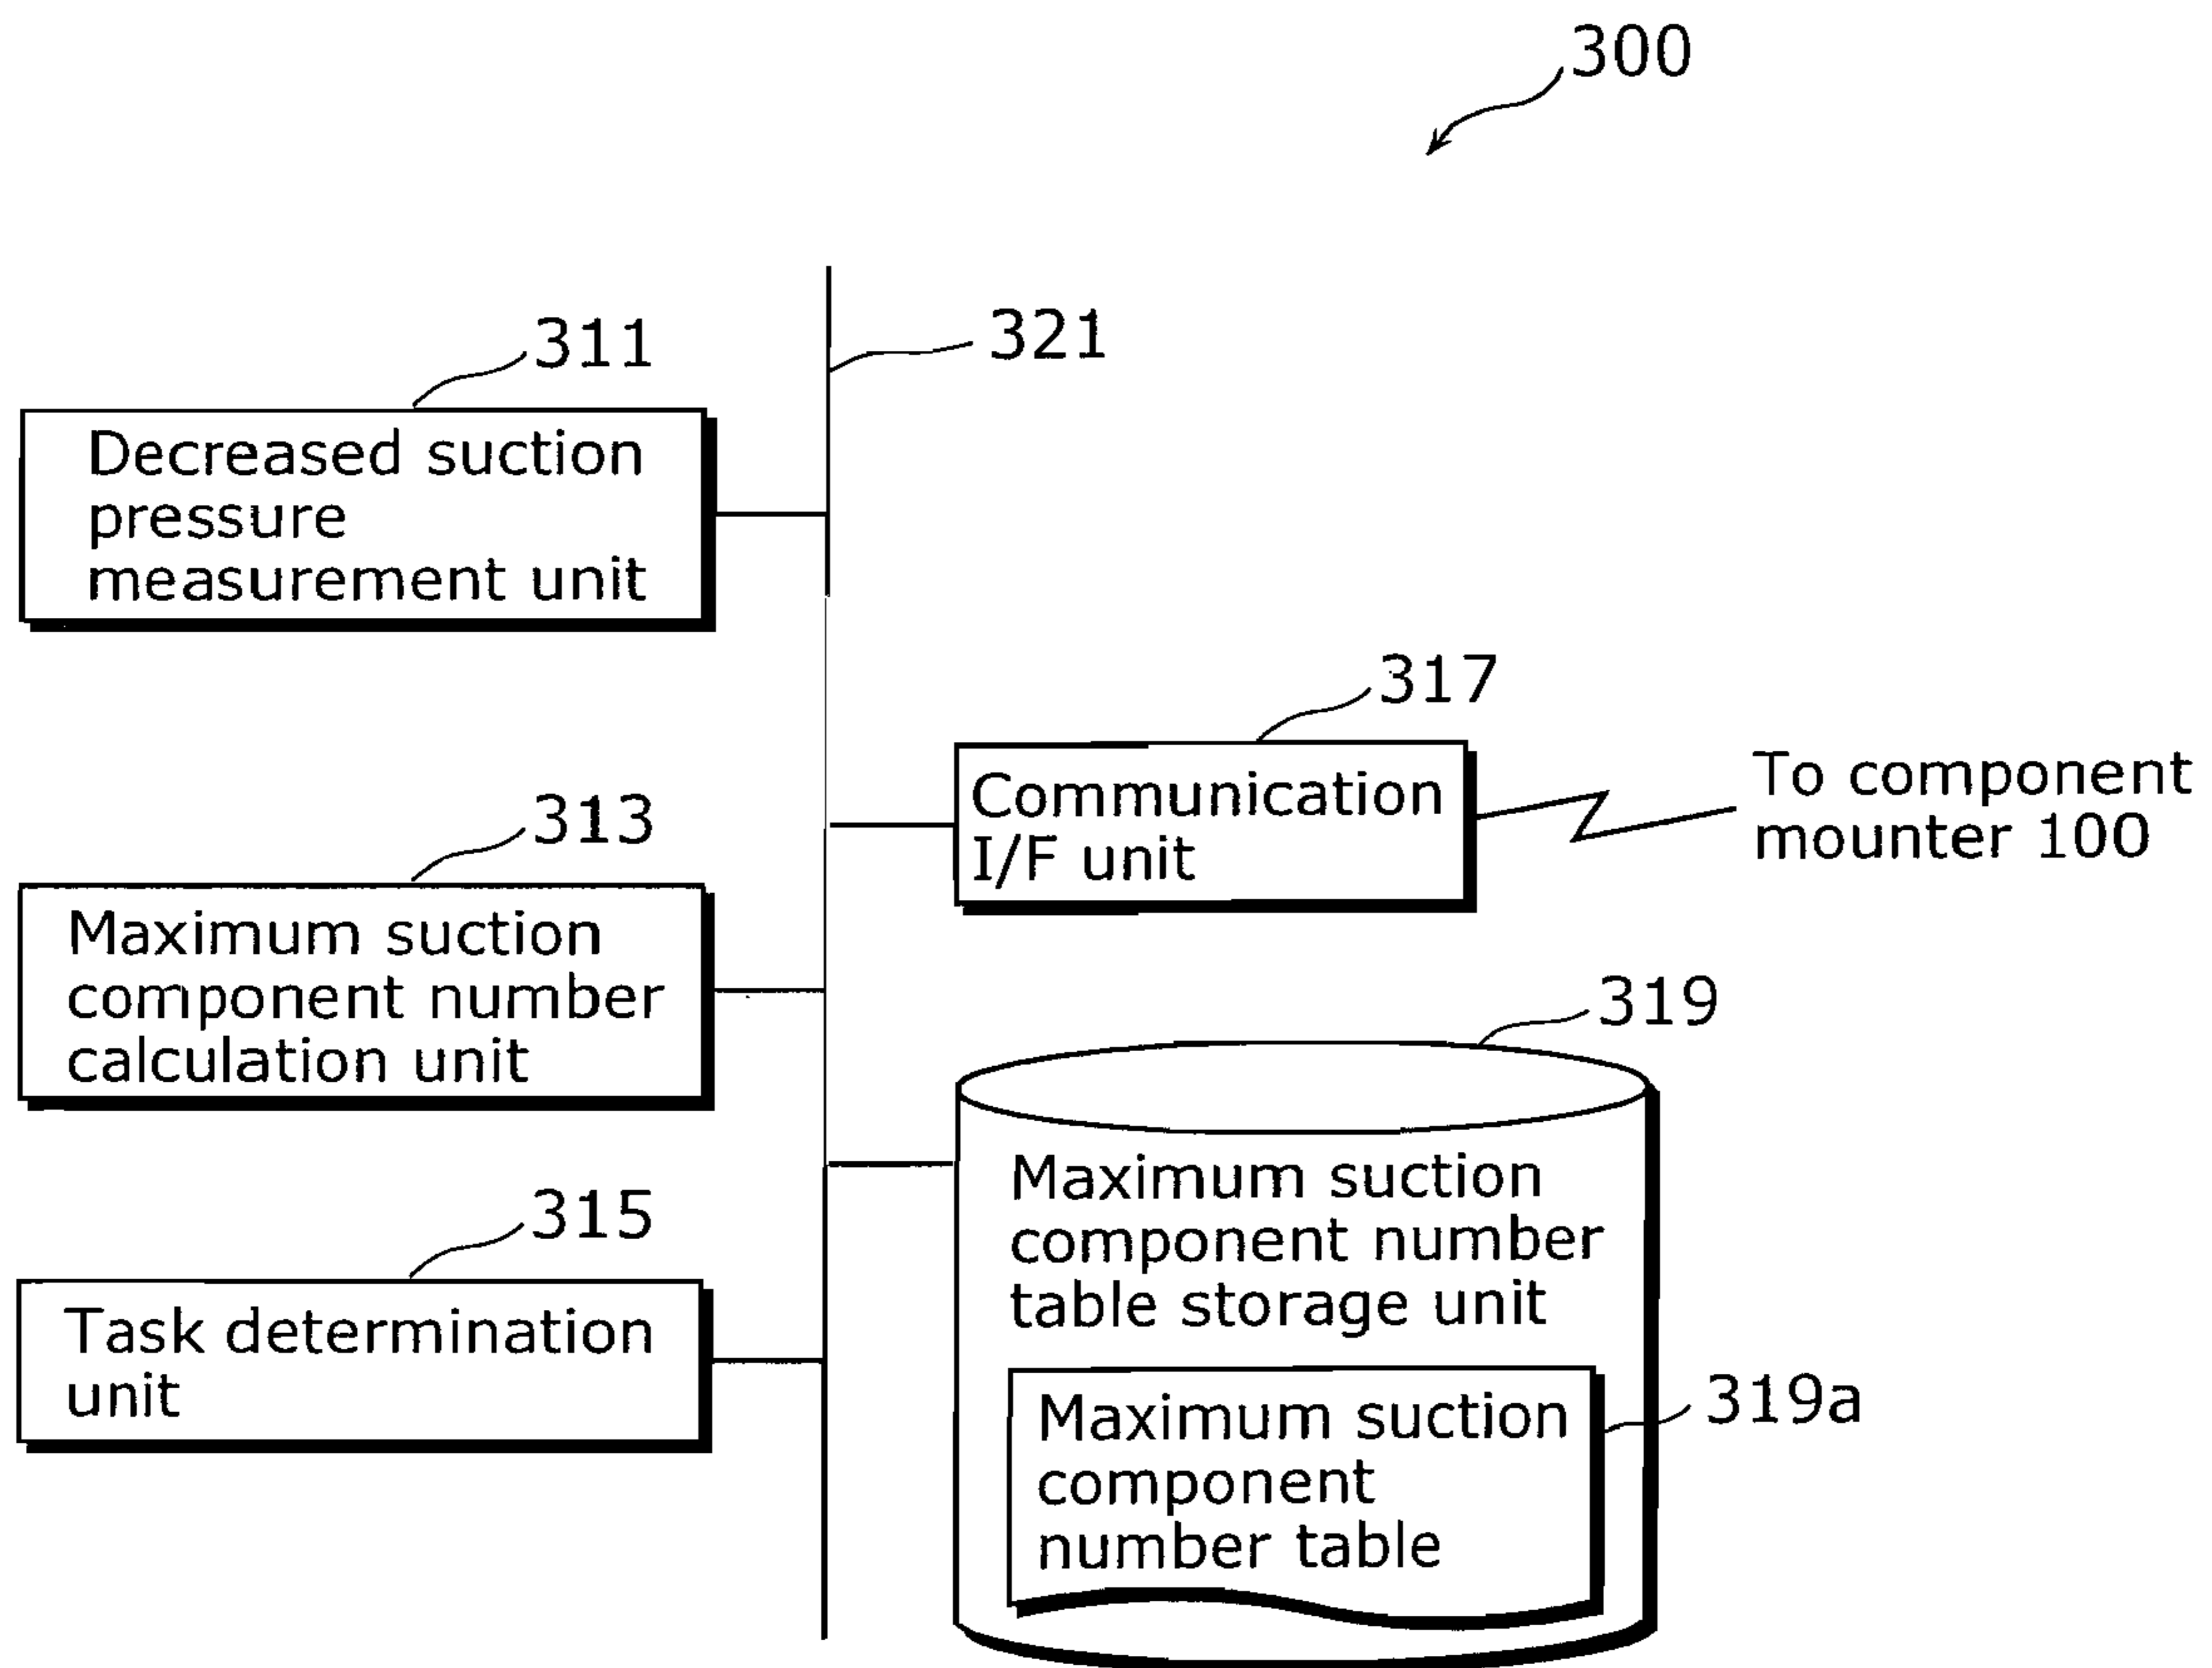 300
321
311
Decreased suction
pressure
measurement unit
317
Communication
I/F unit
To component
mounter 100
313
Maximum suction
component number
calculation unit
319
Maximum suction
component number
table storage unit
315
Task determination
unit
319a
Maximum suction
component
number table